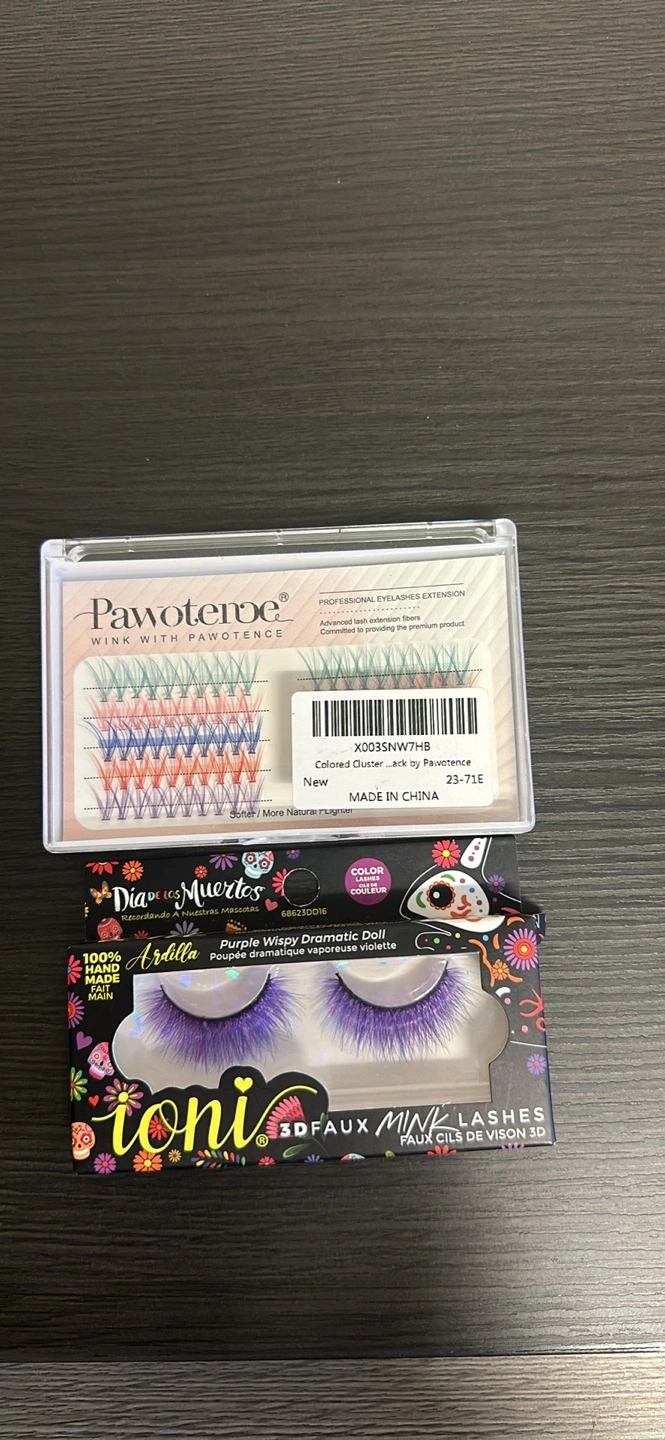 Pawotence®
WINK WITH PAWOTENCE
PROFESSIONAL EYELASHES EXTENSION
Advanced lash extension fibers
Committed to providing the premium product
X003SNW7HB
Colored Cluster ...ack by Pawotence
New 23-71E
MADE IN CHINA
Softer / More Natural / Lighter
Día DE LOS MUERTOS
Recordando A Nuestras Mascotas
68623DD16
COLOR
LASHES
CILS DE
COULEUR
100%
HAND
MADE
FAIT
MAIN
Ardilla
Purple Wispy Dramatic Doll
Poupée dramatique vaporeuse violette
ioni®
3D FAUX MINK LASHES
FAUX CILS DE VISON 3D